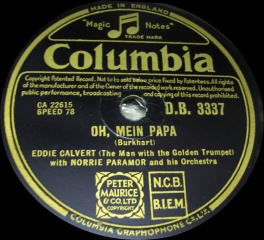 MADE IN ENGLAND
"Magic Notes"
TRADE MARK
Columbia
Copyright Patented Record. Not to be sold below price fixed by Patentees. All rights
of the manufacturer and of the Owner of the recorded work reserved. Unauthorised
public performance, broadcasting and copying of this record prohibited.
CA 22615
SPEED 78
D.B. 3337
OH, MEIN PAPA
(Burkhart)
EDDIE CALVERT (The Man with the Golden Trumpet)
with NORRIE PARAMOR and his Orchestra
PETER
MAURICE
& CO. LTD
COPYRIGHT
N.C.B.
B.I.E.M.
COLUMBIA GRAPHOPHONE CO. LTD.